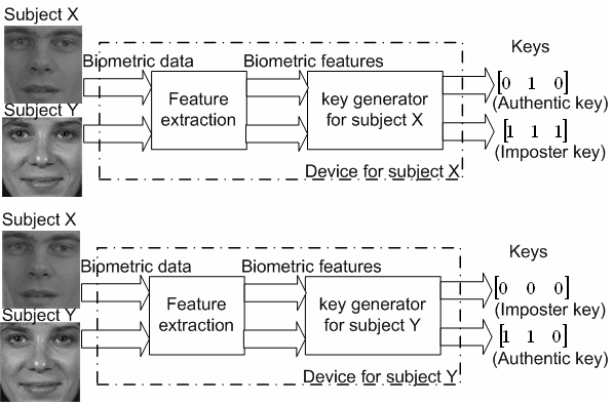 Subject X
Biometric data
Biometric features
Keys
Subject Y
Feature
extraction
key generator
for subject X
[0 1 0]
(Authentic key)
[1 1 1]
(Imposter key)
Device for subject X
Subject X
Biometric data
Biometric features
Keys
Subject Y
Feature
extraction
key generator
for subject Y
[0 0 0]
(Imposter key)
[1 1 0]
(Authentic key)
Device for subject Y